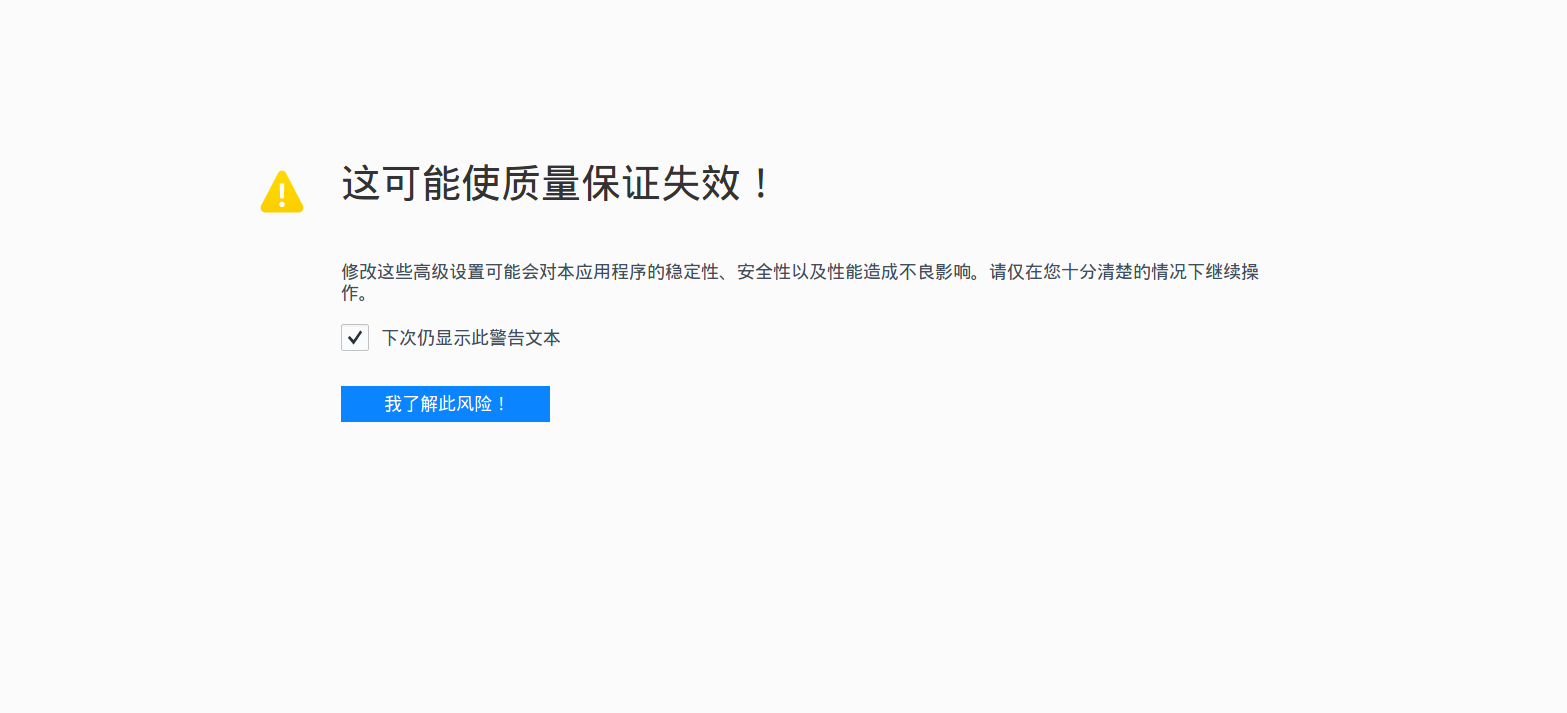 这可能使质量保证失效！
修改这些高级设置可能会对本应用程序的稳定性、安全性以及性能造成不良影响。请仅在您十分清楚的情况下继续操
作。
下次仍显示此警告文本
我了解此风险！